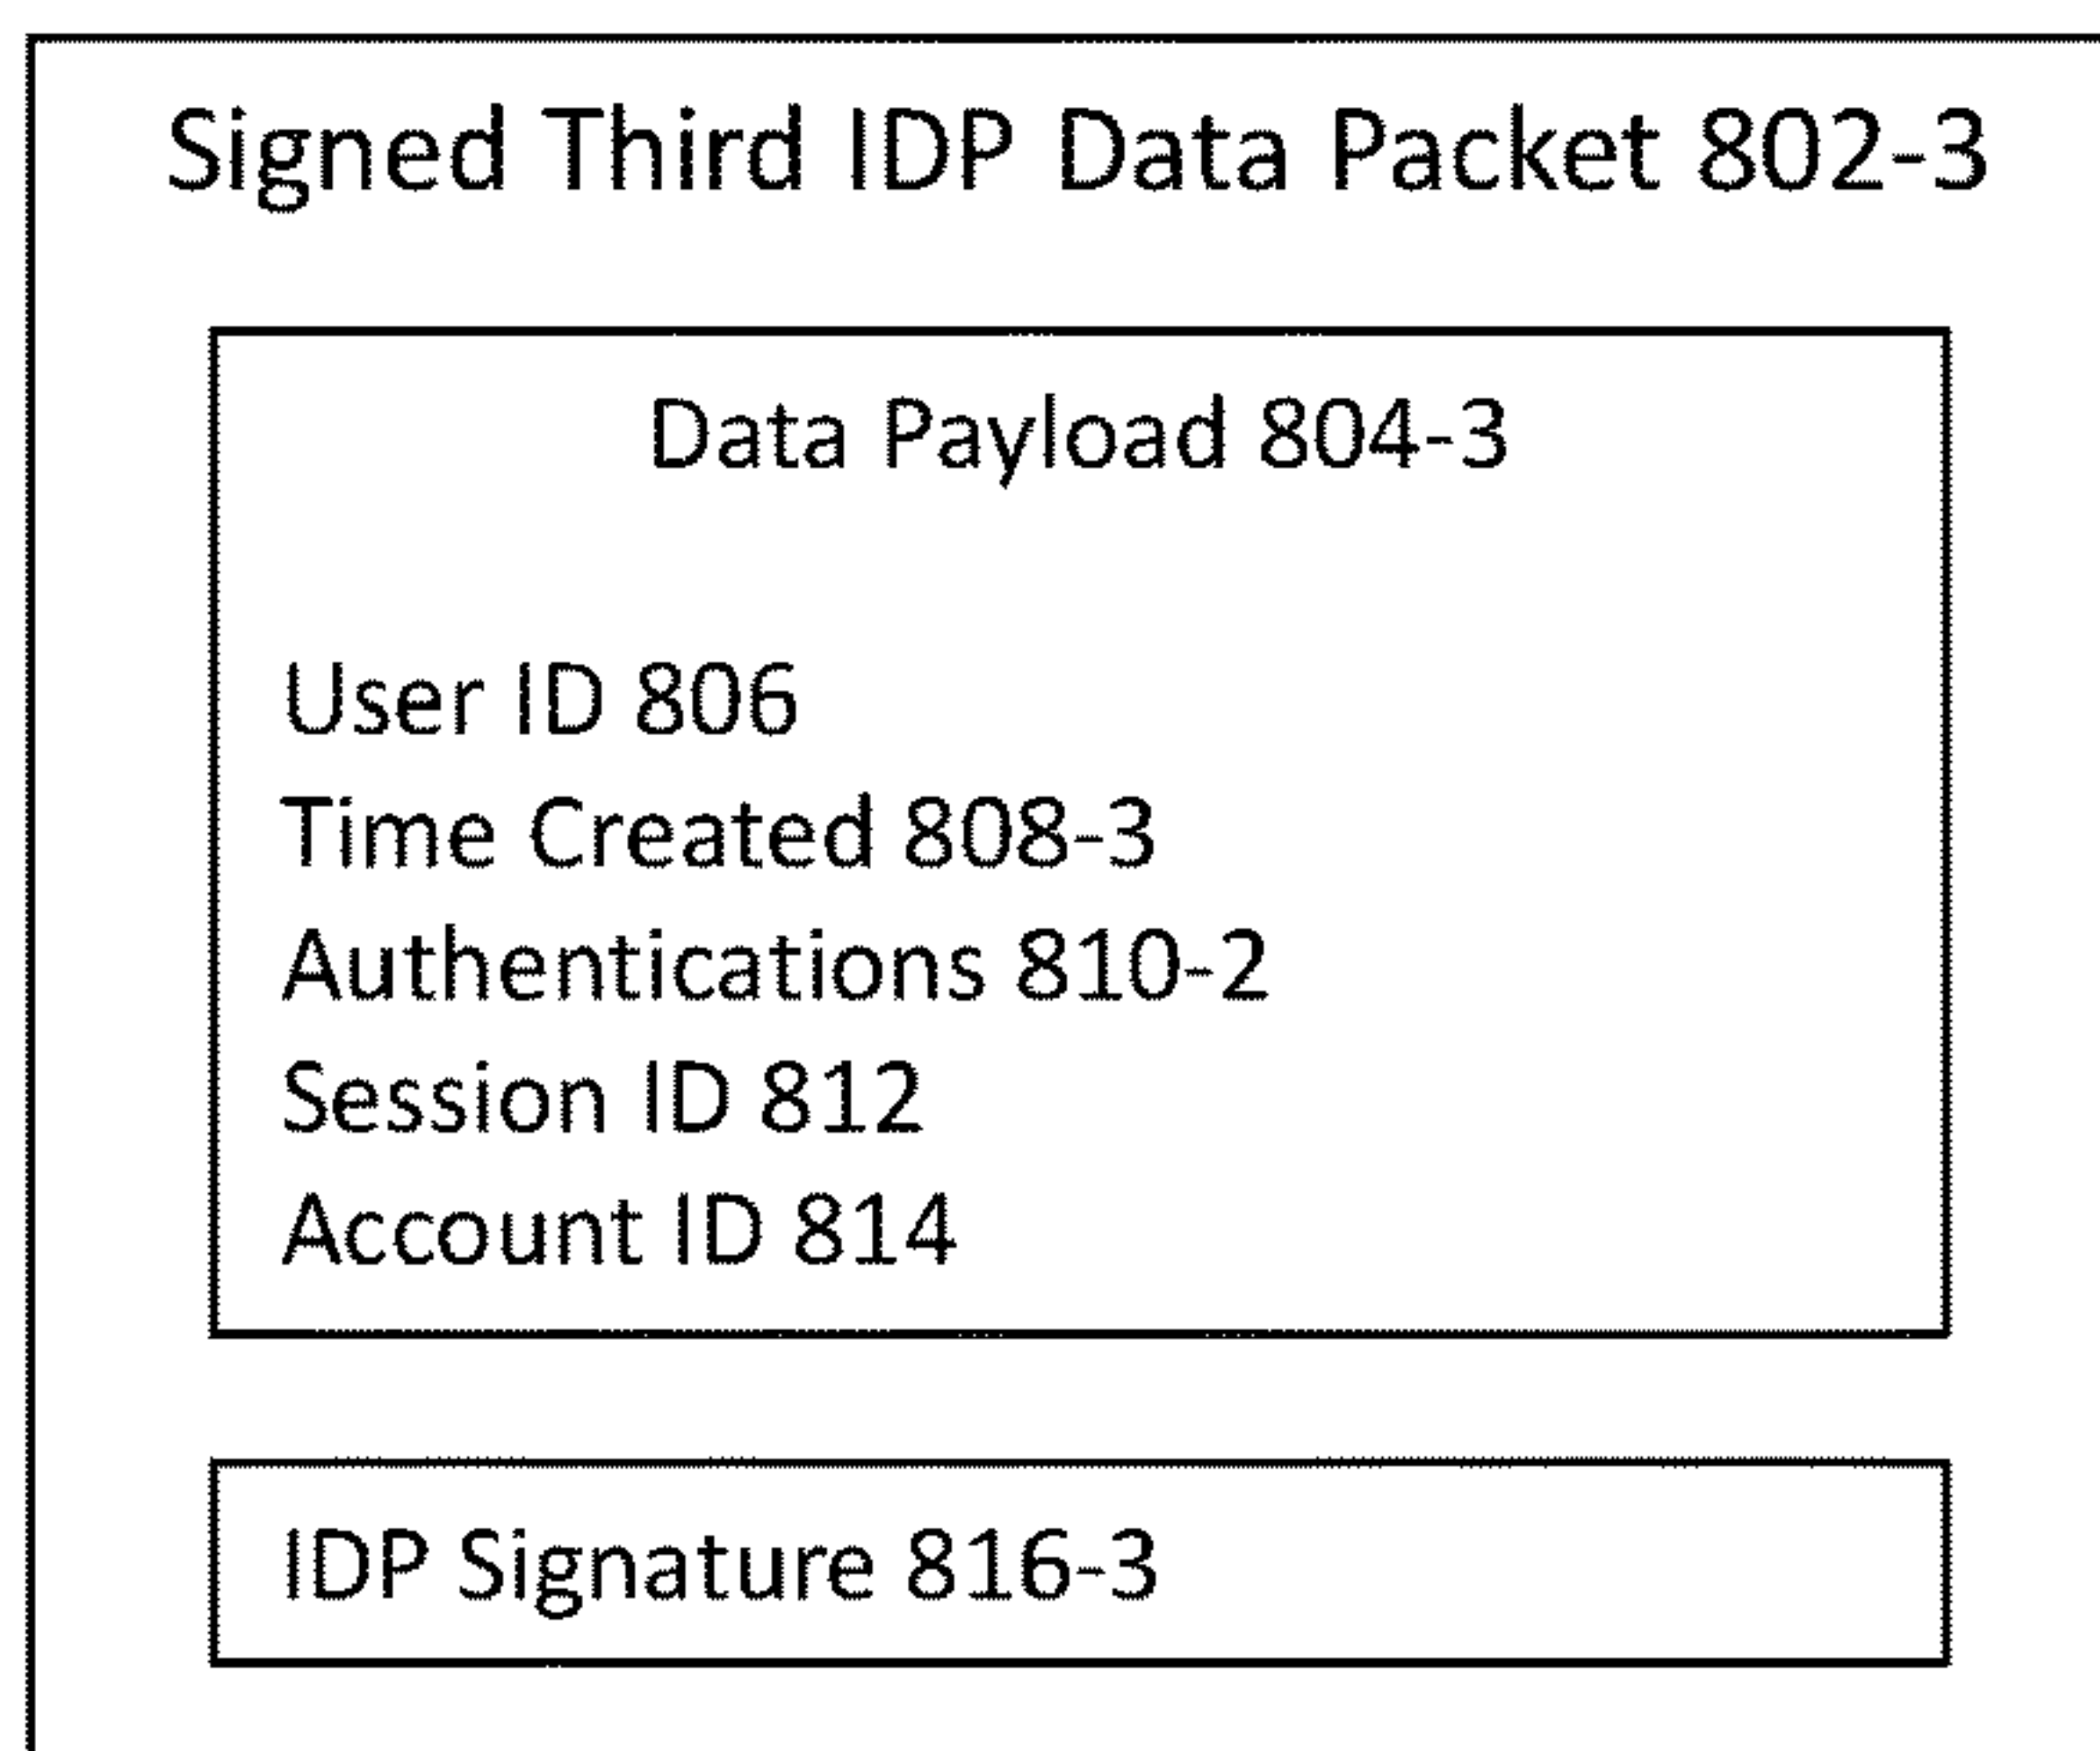 Signed Third IDP Data Packet 802-3
Data Payload 804-3
User ID 806
Time Created 808-3
Authentications 810-2
Session ID 812
Account ID 814
IDP Signature 816-3